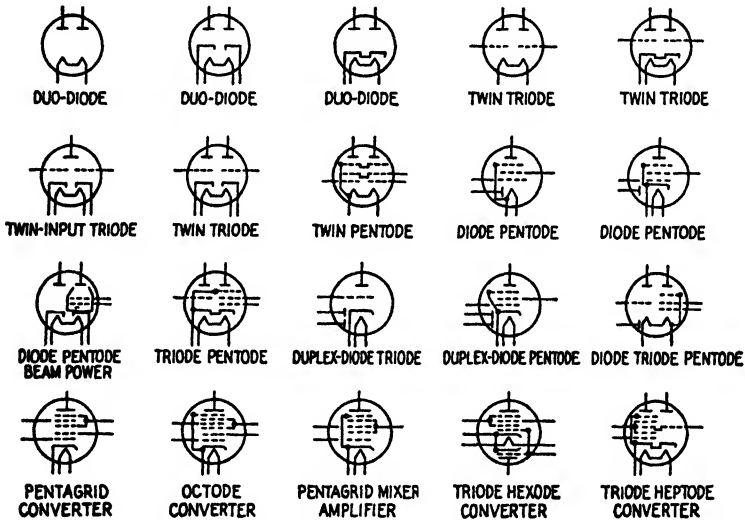 DUO-DIODE
DUO-DIODE
DUO-DIODE
TWIN TRIODE
TWIN TRIODE
TWIN-INPUT TRIODE
TWIN TRIODE
TWIN PENTODE
DIODE PENTODE
DIODE PENTODE
DIODE PENTODE
BEAM POWER
TRIODE PENTODE
DUPLEX-DIODE TRIODE
DUPLEX-DIODE PENTODE
DIODE TRIODE PENTODE
PENTAGRID
CONVERTER
OCTODE
CONVERTER
PENTAGRID MIXER
AMPLIFIER
TRIODE HEXODE
CONVERTER
TRIODE HEPTODE
CONVERTER